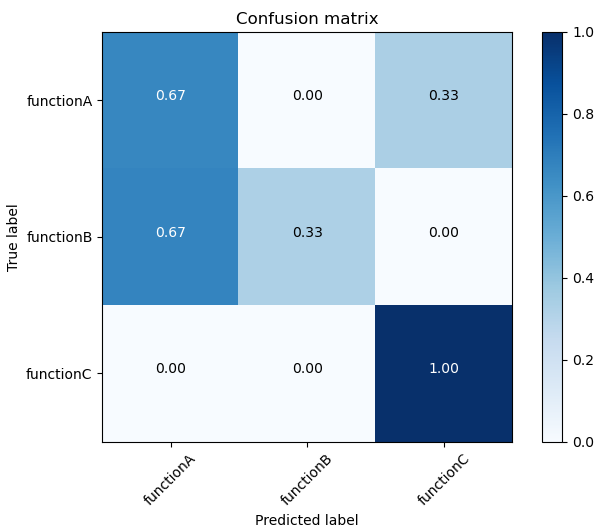 Confusion matrix
True label
functionA
0.67
0.00
0.33
functionB
0.67
0.33
0.00
functionC
0.00
0.00
1.00
functionA
functionB
functionC
Predicted label
1.0
0.8
0.6
0.4
0.2
0.0